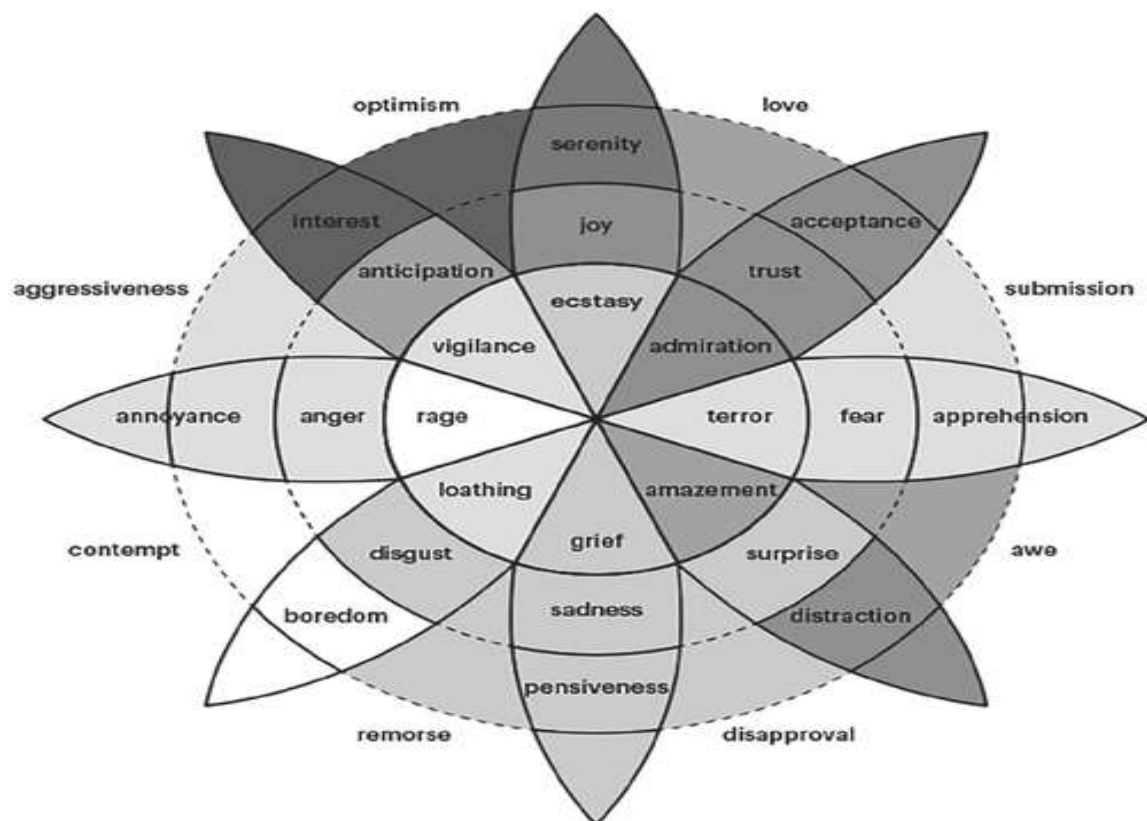 optimism
love
serenity
interest
acceptance
joy
anticipation
trust
aggressiveness
submission
ecstasy
vigilance
admiration
annoyance
anger
rage
terror
fear
apprehension
loathing
amazement
contempt
disgust
grief
surprise
awe
boredom
sadness
distraction
pensiveness
remorse
disapproval